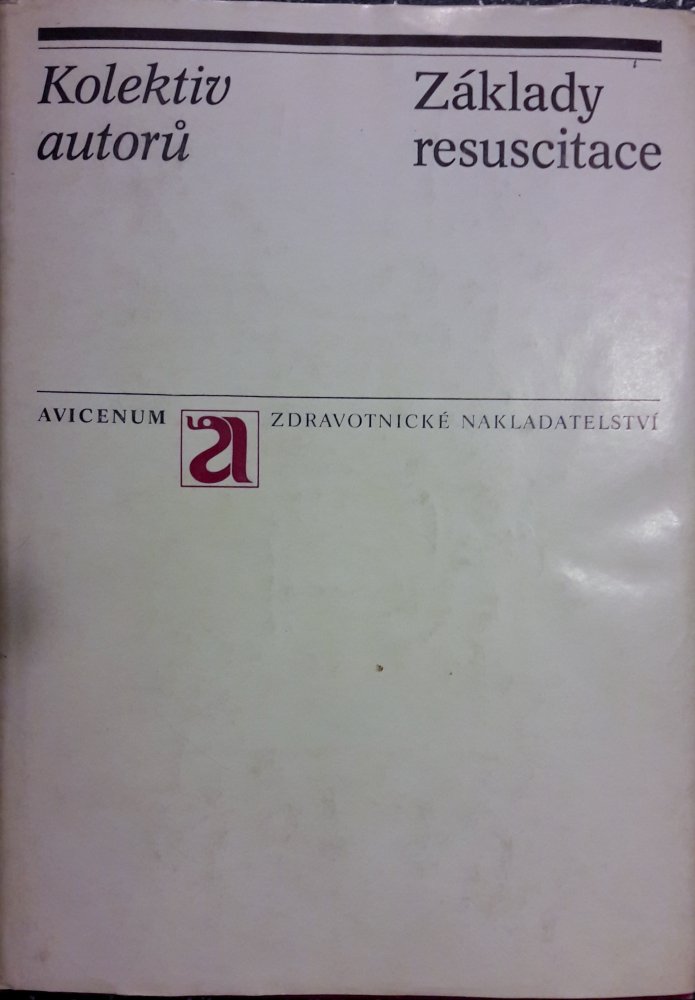 Kolektiv
autorů
Základy
resuscitace
AVICENUM
ZDRAVOTNICKÉ NAKLADATELSTVÍ